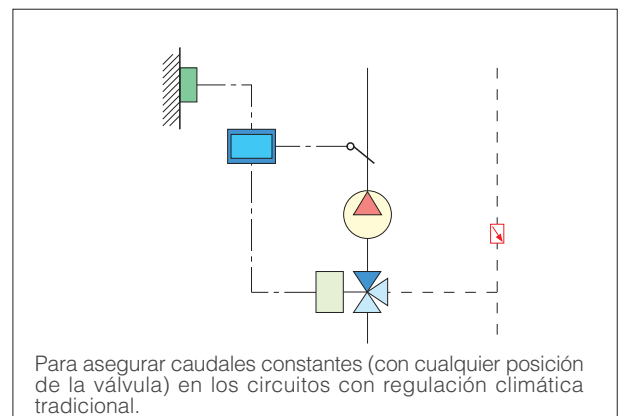 Para asegurar caudales constantes (con cualquier posición
de la válvula) en los circuitos con regulación climática
tradicional.